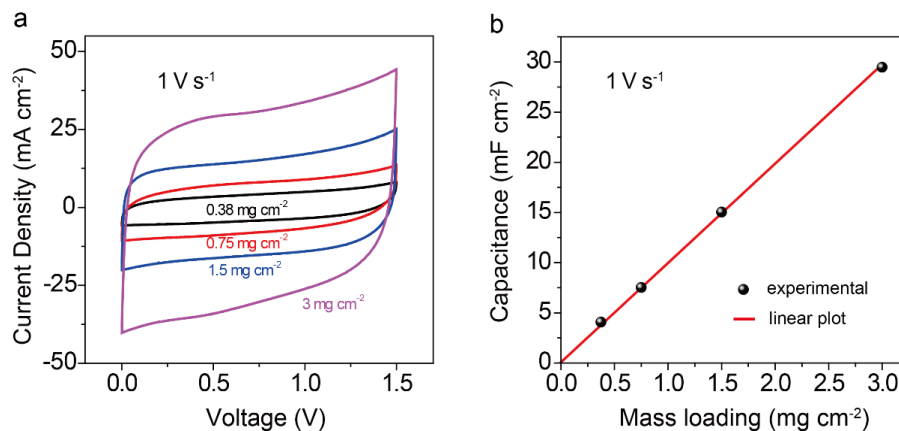 a
1 V s⁻¹
50
25
0
-25
-50
Current Density (mA cm⁻²)
0.38 mg cm⁻²
0.75 mg cm⁻²
1.5 mg cm⁻²
3 mg cm⁻²
0.0 0.5 1.0 1.5
Voltage (V)
b
1 V s⁻¹
30
25
20
15
10
5
0
Capacitance (mF cm⁻²)
experimental
linear plot
0.0 0.5 1.0 1.5 2.0 2.5 3.0
Mass loading (mg cm⁻²)